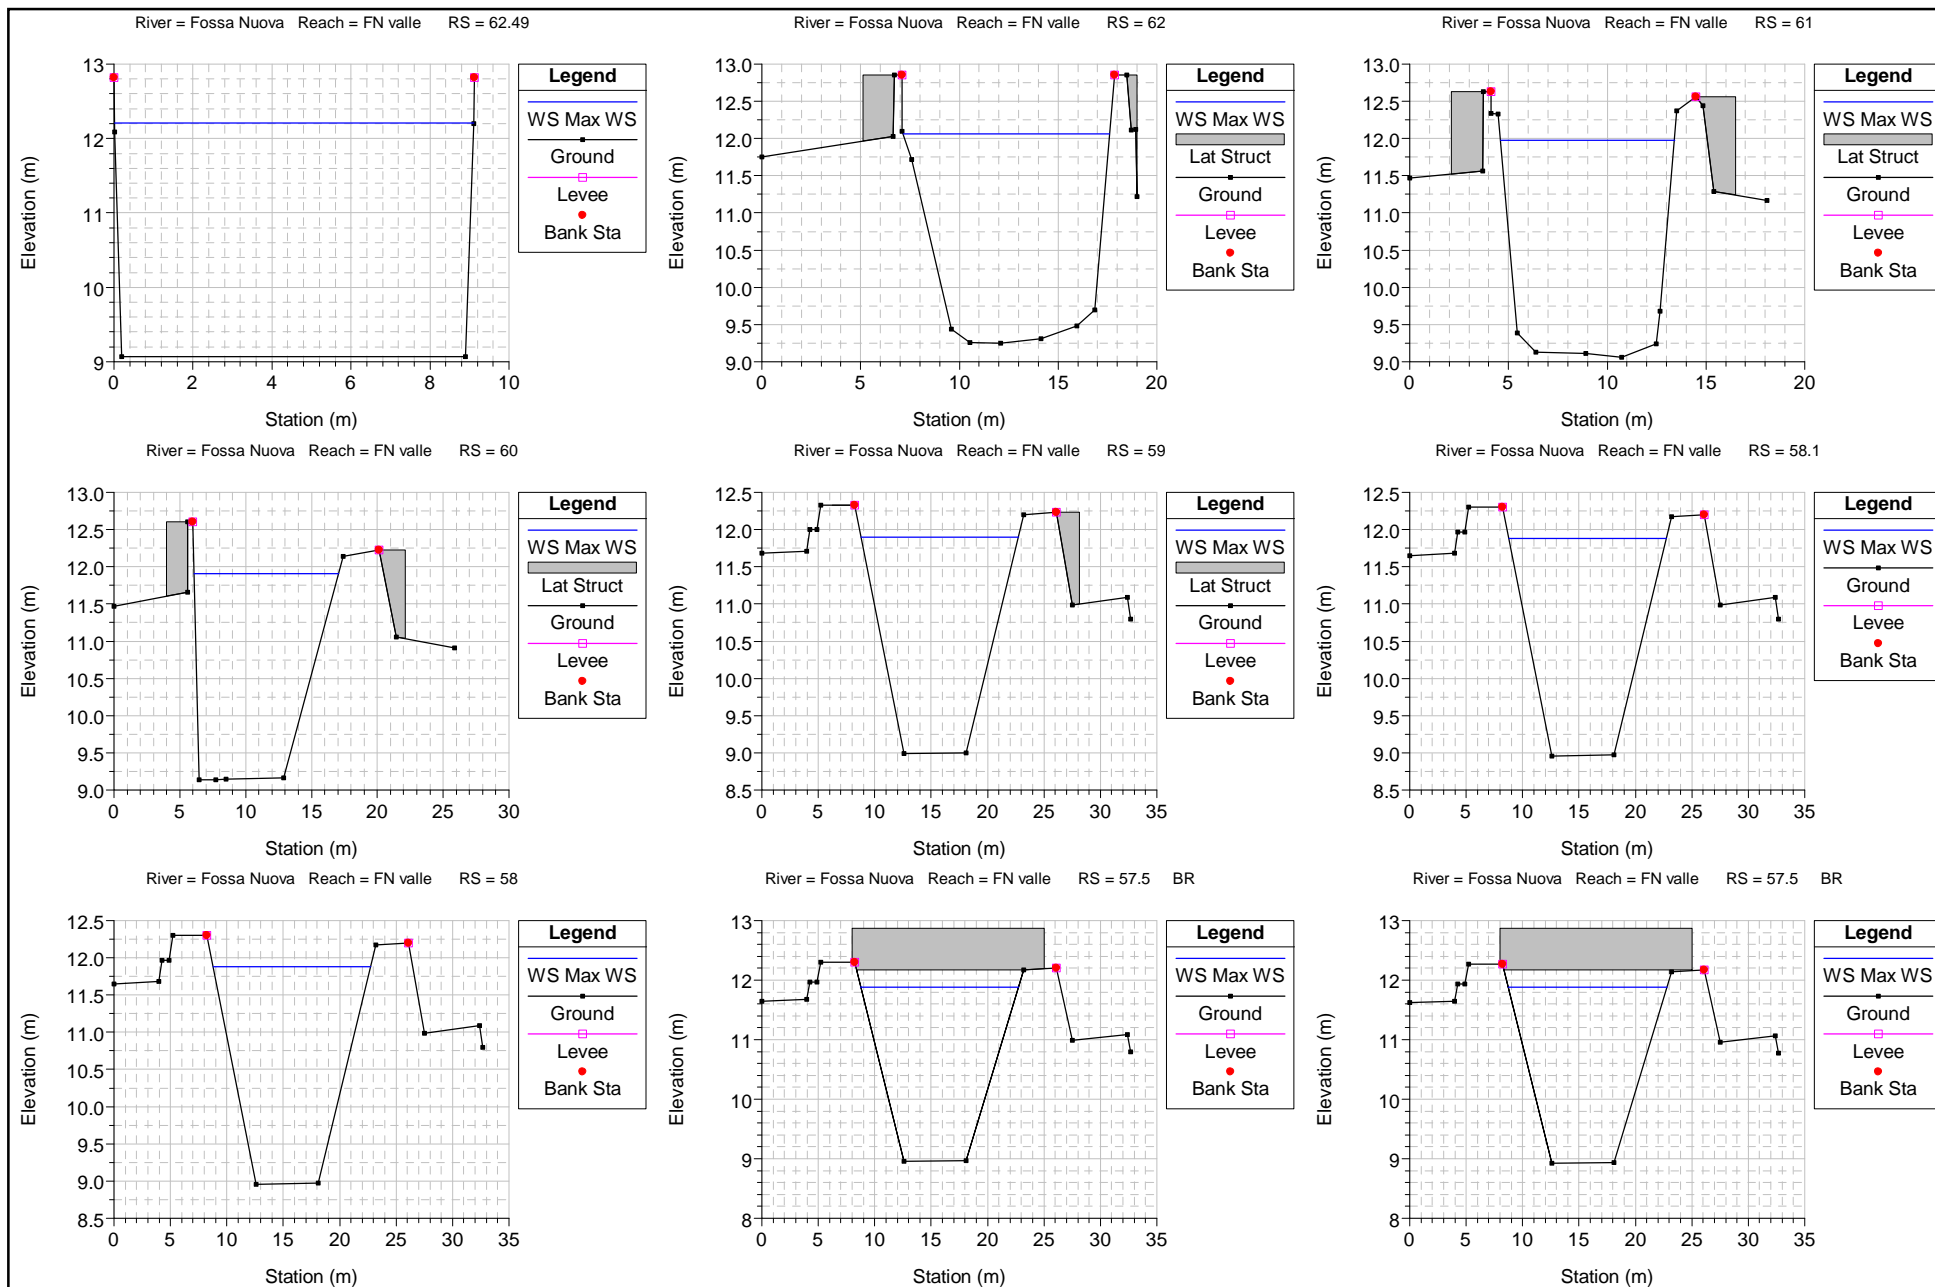 River = Fossa Nuova Reach = FN valle RS = 62.49
13
12
11
10
9
0 2 4 6 8 10
Elevation (m)
Station (m)
Legend
WS Max WS
Ground
Levee
Bank Sta
River = Fossa Nuova Reach = FN valle RS = 62
13.0
12.5
12.0
11.5
11.0
10.5
10.0
9.5
9.0
0 5 10 15 20
Elevation (m)
Station (m)
Legend
WS Max WS
Lat Struct
Ground
Levee
Bank Sta
River = Fossa Nuova Reach = FN valle RS = 61
13.0
12.5
12.0
11.5
11.0
10.5
10.0
9.5
9.0
0 5 10 15 20
Elevation (m)
Station (m)
Legend
WS Max WS
Lat Struct
Ground
Levee
Bank Sta
River = Fossa Nuova Reach = FN valle RS = 60
13.0
12.5
12.0
11.5
11.0
10.5
10.0
9.5
9.0
0 5 10 15 20 25 30
Elevation (m)
Station (m)
Legend
WS Max WS
Lat Struct
Ground
Levee
Bank Sta
River = Fossa Nuova Reach = FN valle RS = 59
12.5
12.0
11.5
11.0
10.5
10.0
9.5
9.0
8.5
0 5 10 15 20 25 30 35
Elevation (m)
Station (m)
Legend
WS Max WS
Lat Struct
Ground
Levee
Bank Sta
River = Fossa Nuova Reach = FN valle RS = 58.1
12.5
12.0
11.5
11.0
10.5
10.0
9.5
9.0
8.5
0 5 10 15 20 25 30 35
Elevation (m)
Station (m)
Legend
WS Max WS
Ground
Levee
Bank Sta
River = Fossa Nuova Reach = FN valle RS = 58
12.5
12.0
11.5
11.0
10.5
10.0
9.5
9.0
8.5
0 5 10 15 20 25 30 35
Elevation (m)
Station (m)
Legend
WS Max WS
Ground
Levee
Bank Sta
River = Fossa Nuova Reach = FN valle RS = 57.5 BR
13
12
11
10
9
8
0 5 10 15 20 25 30 35
Elevation (m)
Station (m)
Legend
WS Max WS
Ground
Levee
Bank Sta
River = Fossa Nuova Reach = FN valle RS = 57.5 BR
13
12
11
10
9
8
0 5 10 15 20 25 30 35
Elevation (m)
Station (m)
Legend
WS Max WS
Ground
Levee
Bank Sta